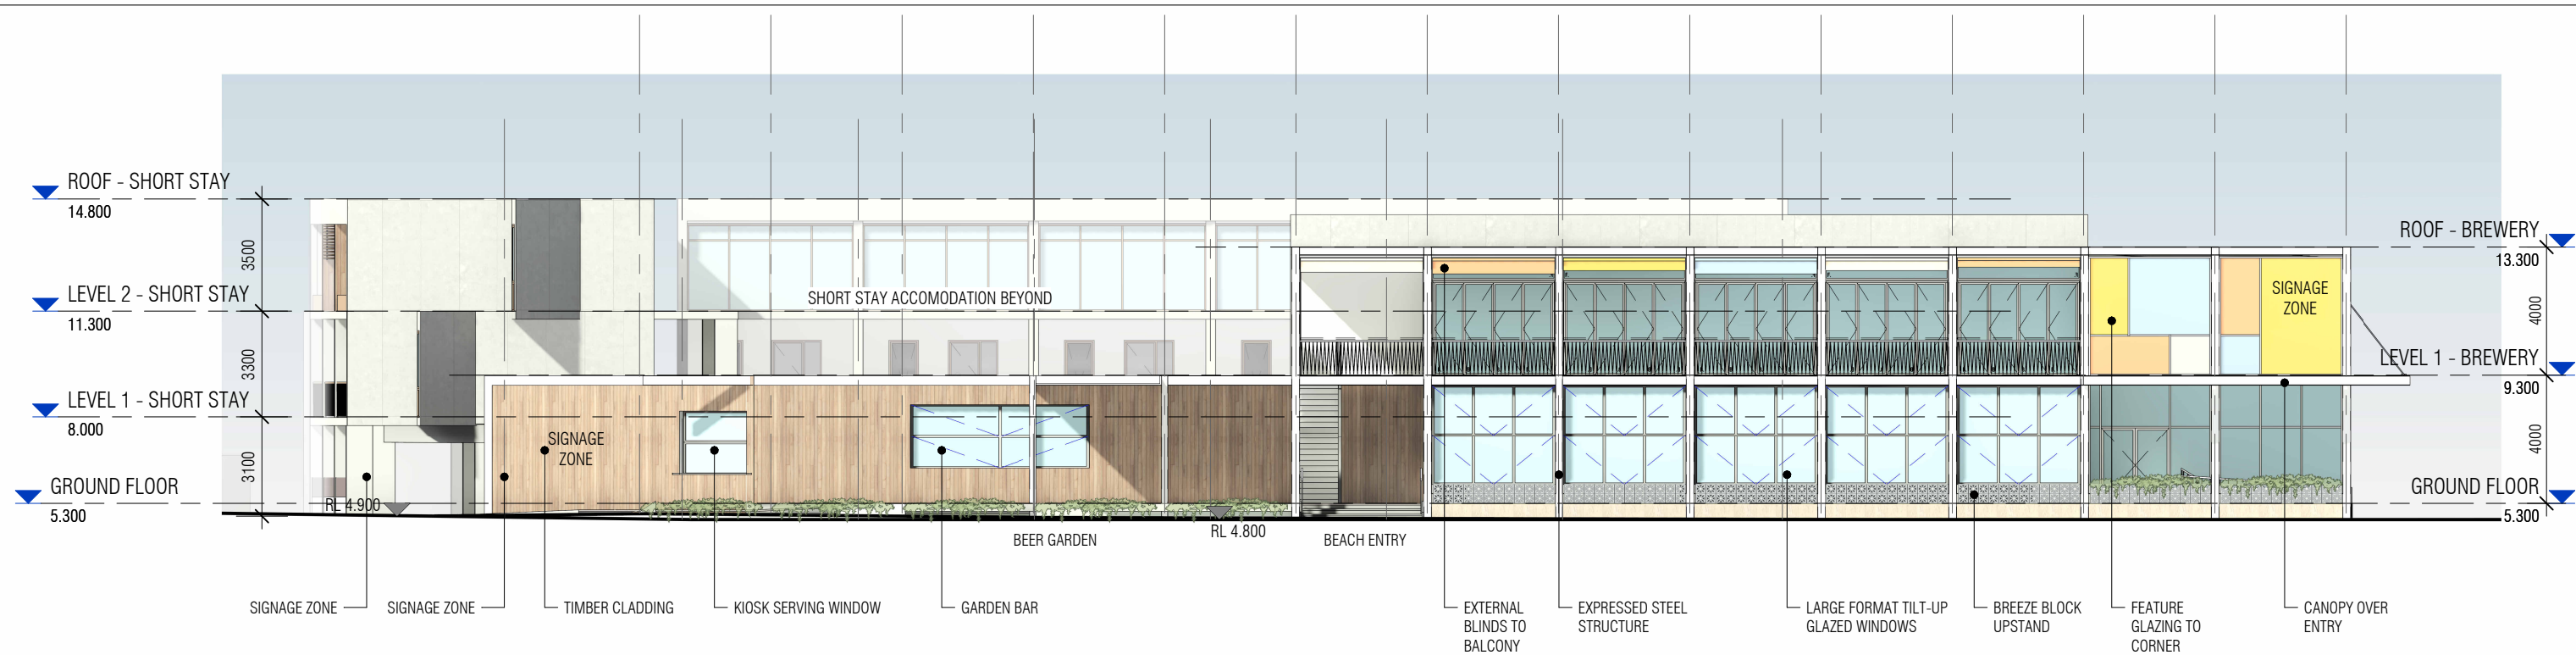 ROOF - SHORT STAY
14.800
3500
LEVEL 2 - SHORT STAY
11.300
3300
LEVEL 1 - SHORT STAY
8.000
3100
GROUND FLOOR
5.300
RL 4.900
SHORT STAY ACCOMODATION BEYOND
SIGNAGE
ZONE
SIGNAGE
ZONE
ROOF - BREWERY
13.300
4000
LEVEL 1 - BREWERY
9.300
4000
GROUND FLOOR
5.300
BEER GARDEN
RL 4.800
BEACH ENTRY
SIGNAGE ZONE
SIGNAGE ZONE
TIMBER CLADDING
KIOSK SERVING WINDOW
GARDEN BAR
EXTERNAL
BLINDS TO
BALCONY
EXPRESSED STEEL
STRUCTURE
LARGE FORMAT TILT-UP
GLAZED WINDOWS
BREEZE BLOCK
UPSTAND
FEATURE
GLAZING TO
CORNER
CANOPY OVER
ENTRY